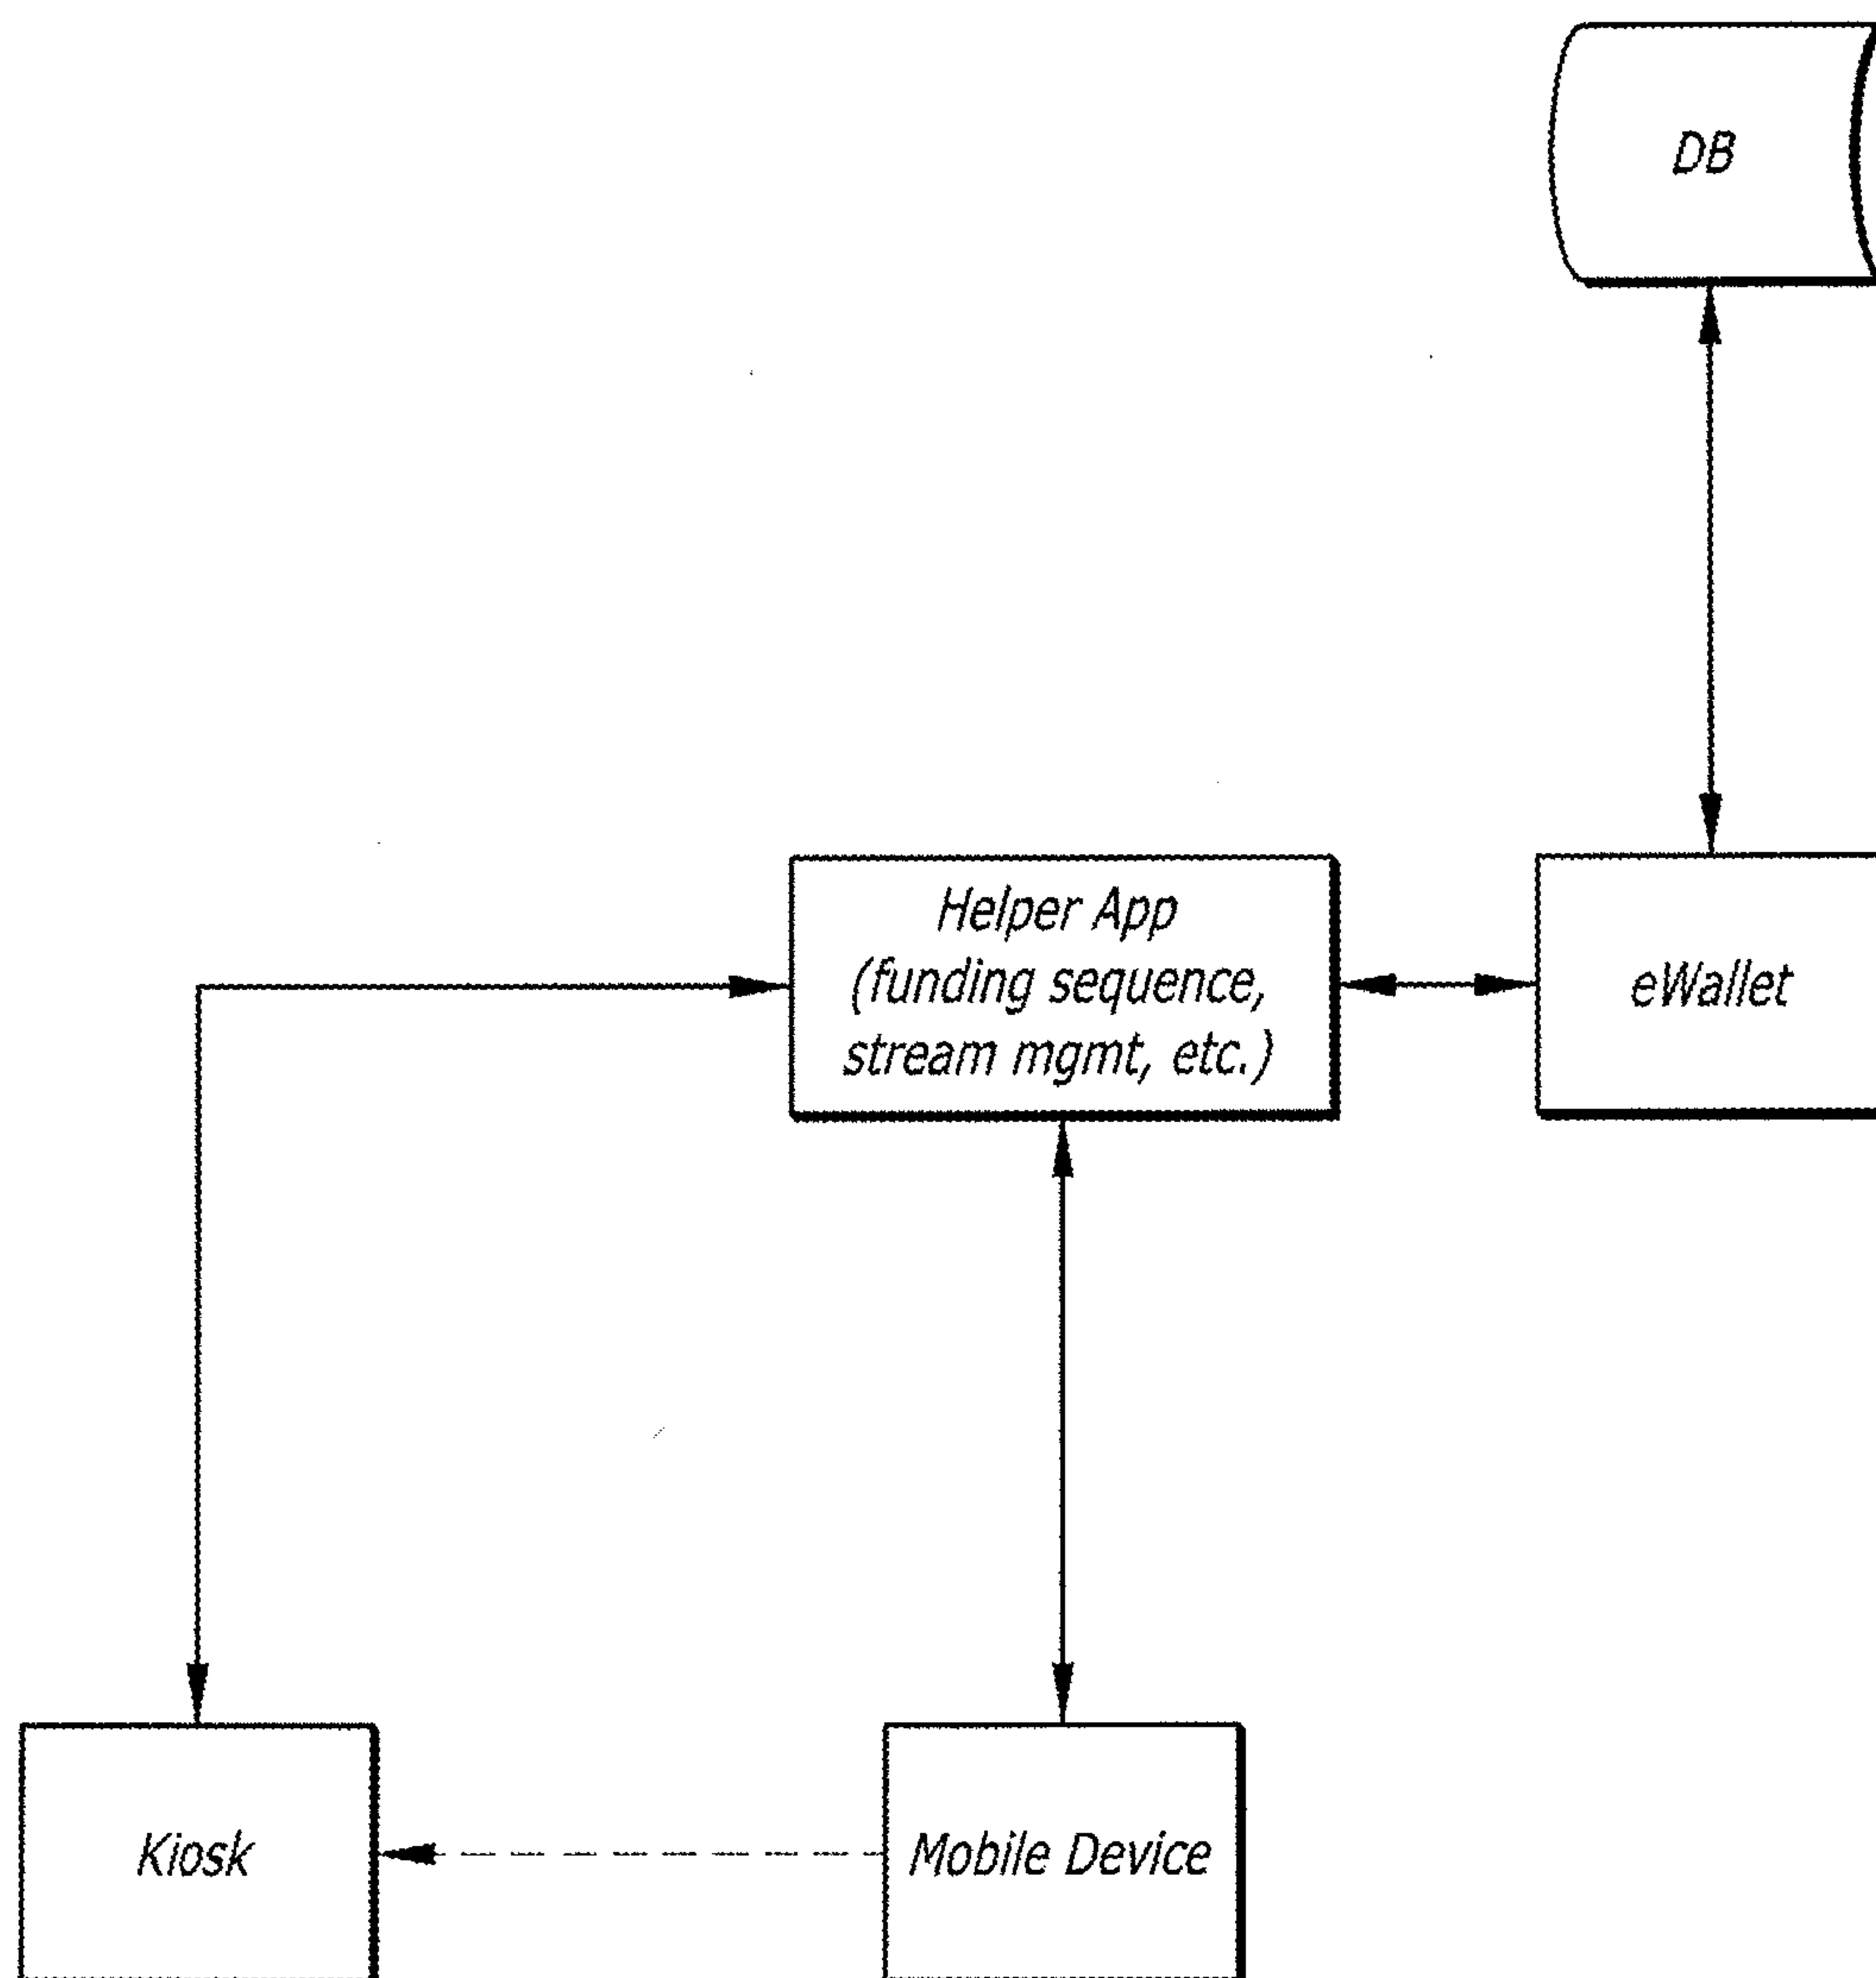 DB
Helper App
(funding sequence,
stream mgmt, etc.)
eWallet
Kiosk
Mobile Device